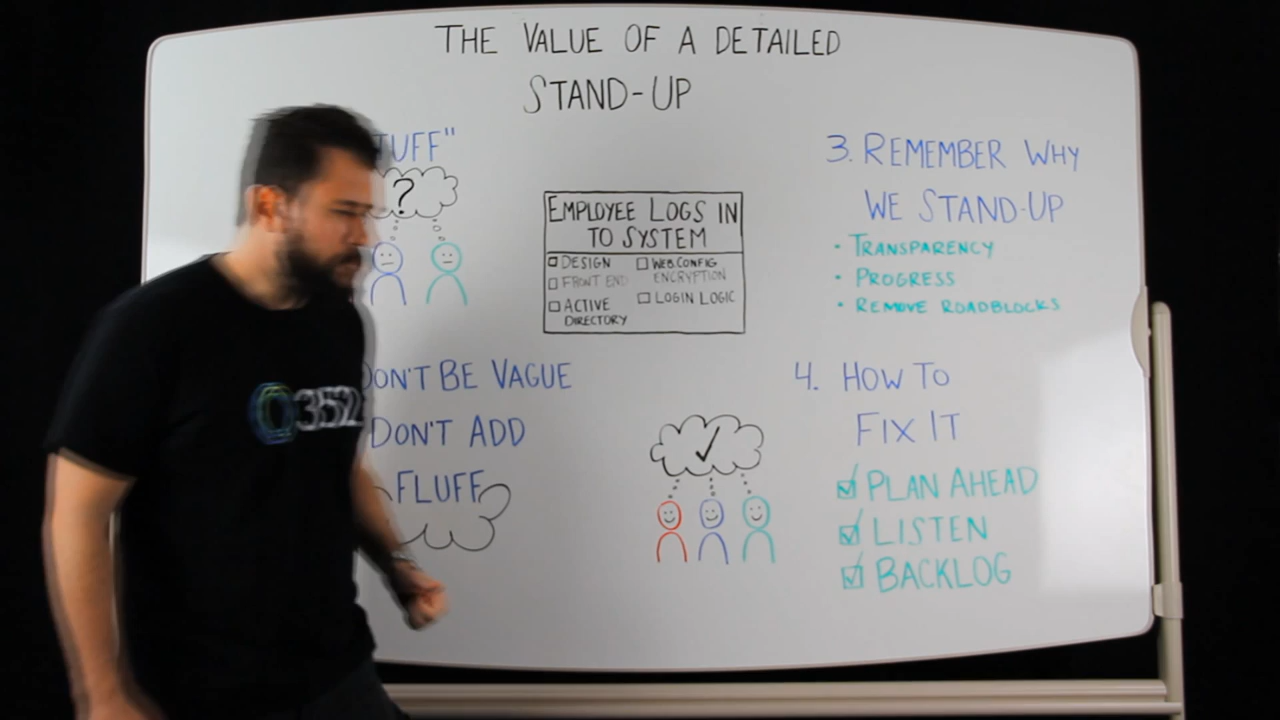 THE VALUE OF A DETAILED
STAND-UP
TUFF"
?
EMPLOYEE LOGS IN
TO SYSTEM
DESIGN
FRONT END
ACTIVE
DIRECTORY
WEB.CONFIG
ENCRYPTION
LOGIN LOGIC
3. REMEMBER WHY
WE STAND-UP
• TRANSPARENCY
• PROGRESS
• REMOVE ROADBLOCKS
DON'T BE VAGUE
DON'T ADD
FLUFF
4. HOW TO
FIX IT
PLAN AHEAD
LISTEN
BACKLOG
352